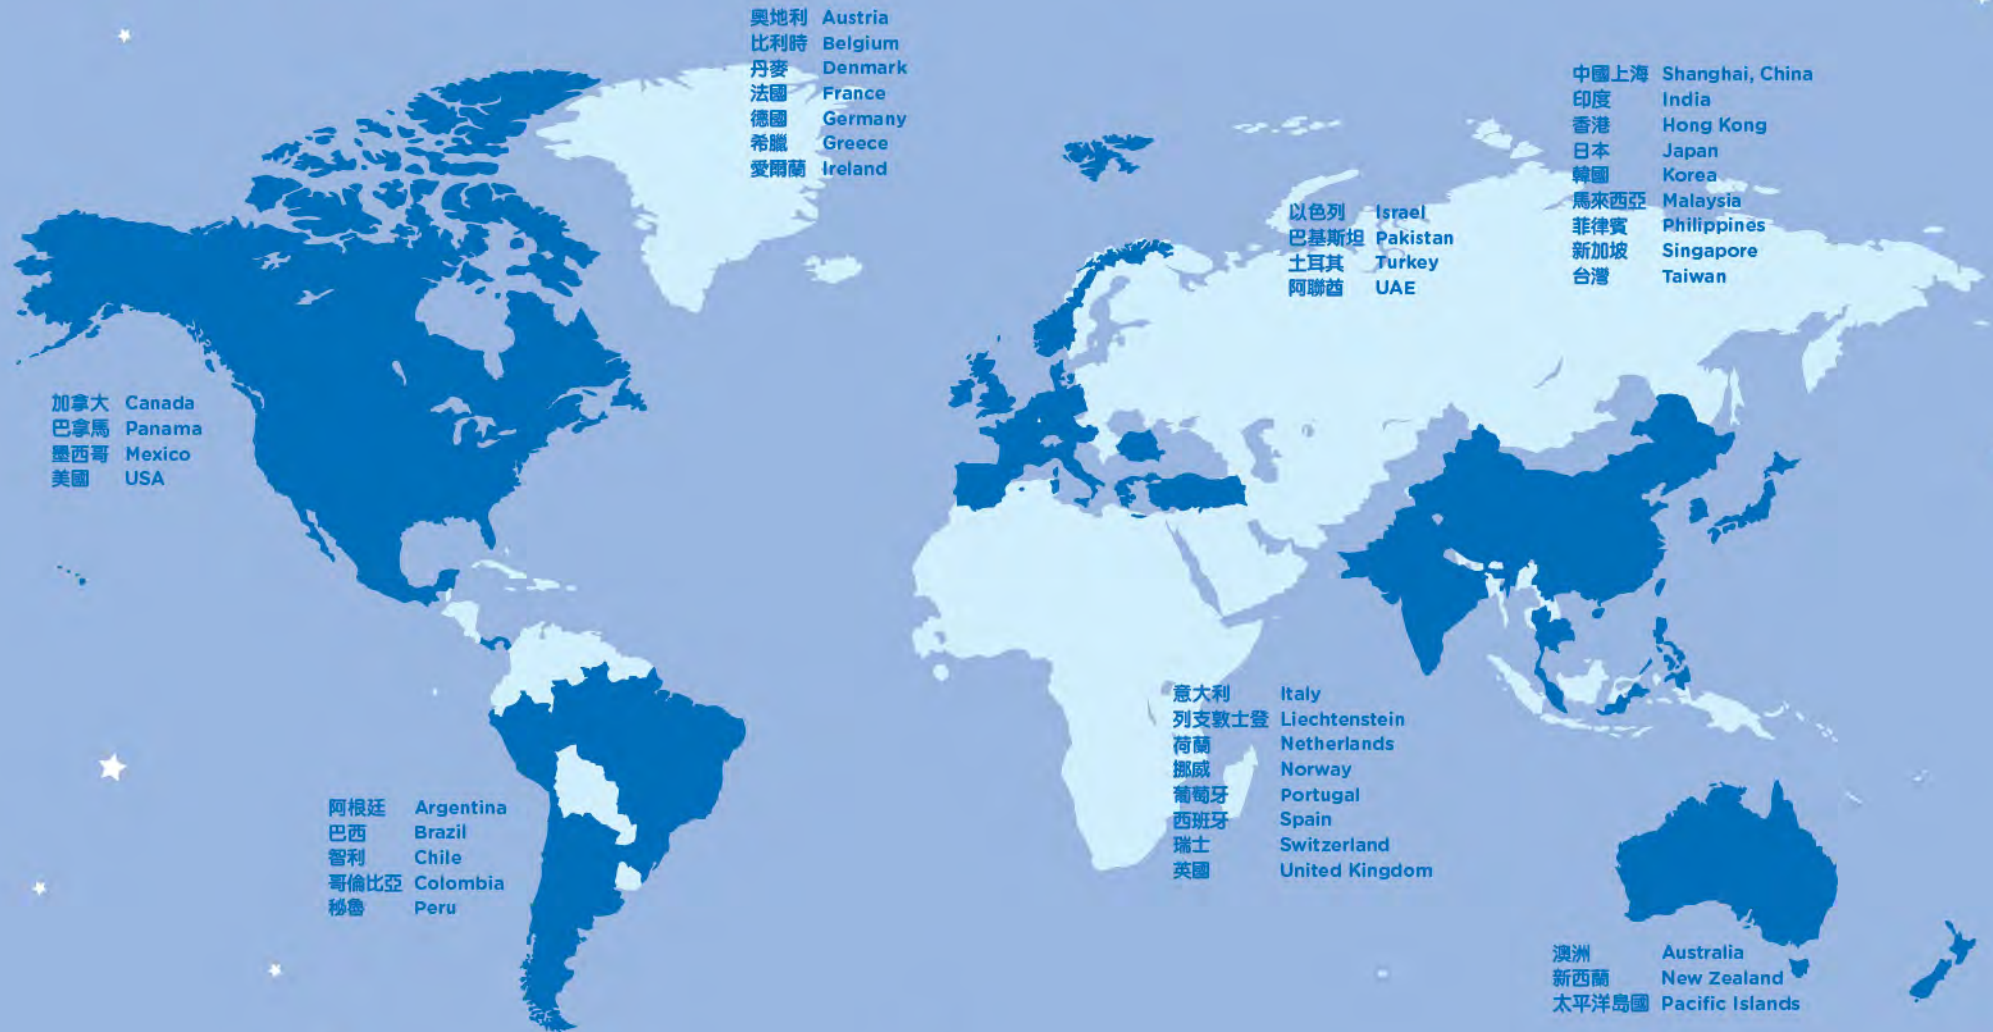 奧地利 Austria
比利時 Belgium
丹麥 Denmark
法國 France
德國 Germany
希臘 Greece
愛爾蘭 Ireland
中國上海 Shanghai, China
印度 India
香港 Hong Kong
日本 Japan
韓國 Korea
馬來西亞 Malaysia
菲律賓 Philippines
新加坡 Singapore
台灣 Taiwan
以色列 Israel
巴基斯坦 Pakistan
土耳其 Turkey
阿聯酋 UAE
加拿大 Canada
巴拿馬 Panama
墨西哥 Mexico
美國 USA
意大利 Italy
列支敦士登 Liechtenstein
荷蘭 Netherlands
挪威 Norway
葡萄牙 Portugal
西班牙 Spain
瑞士 Switzerland
英國 United Kingdom
阿根廷 Argentina
巴西 Brazil
智利 Chile
哥倫比亞 Colombia
秘魯 Peru
澳洲 Australia
新西蘭 New Zealand
太平洋島國 Pacific Islands